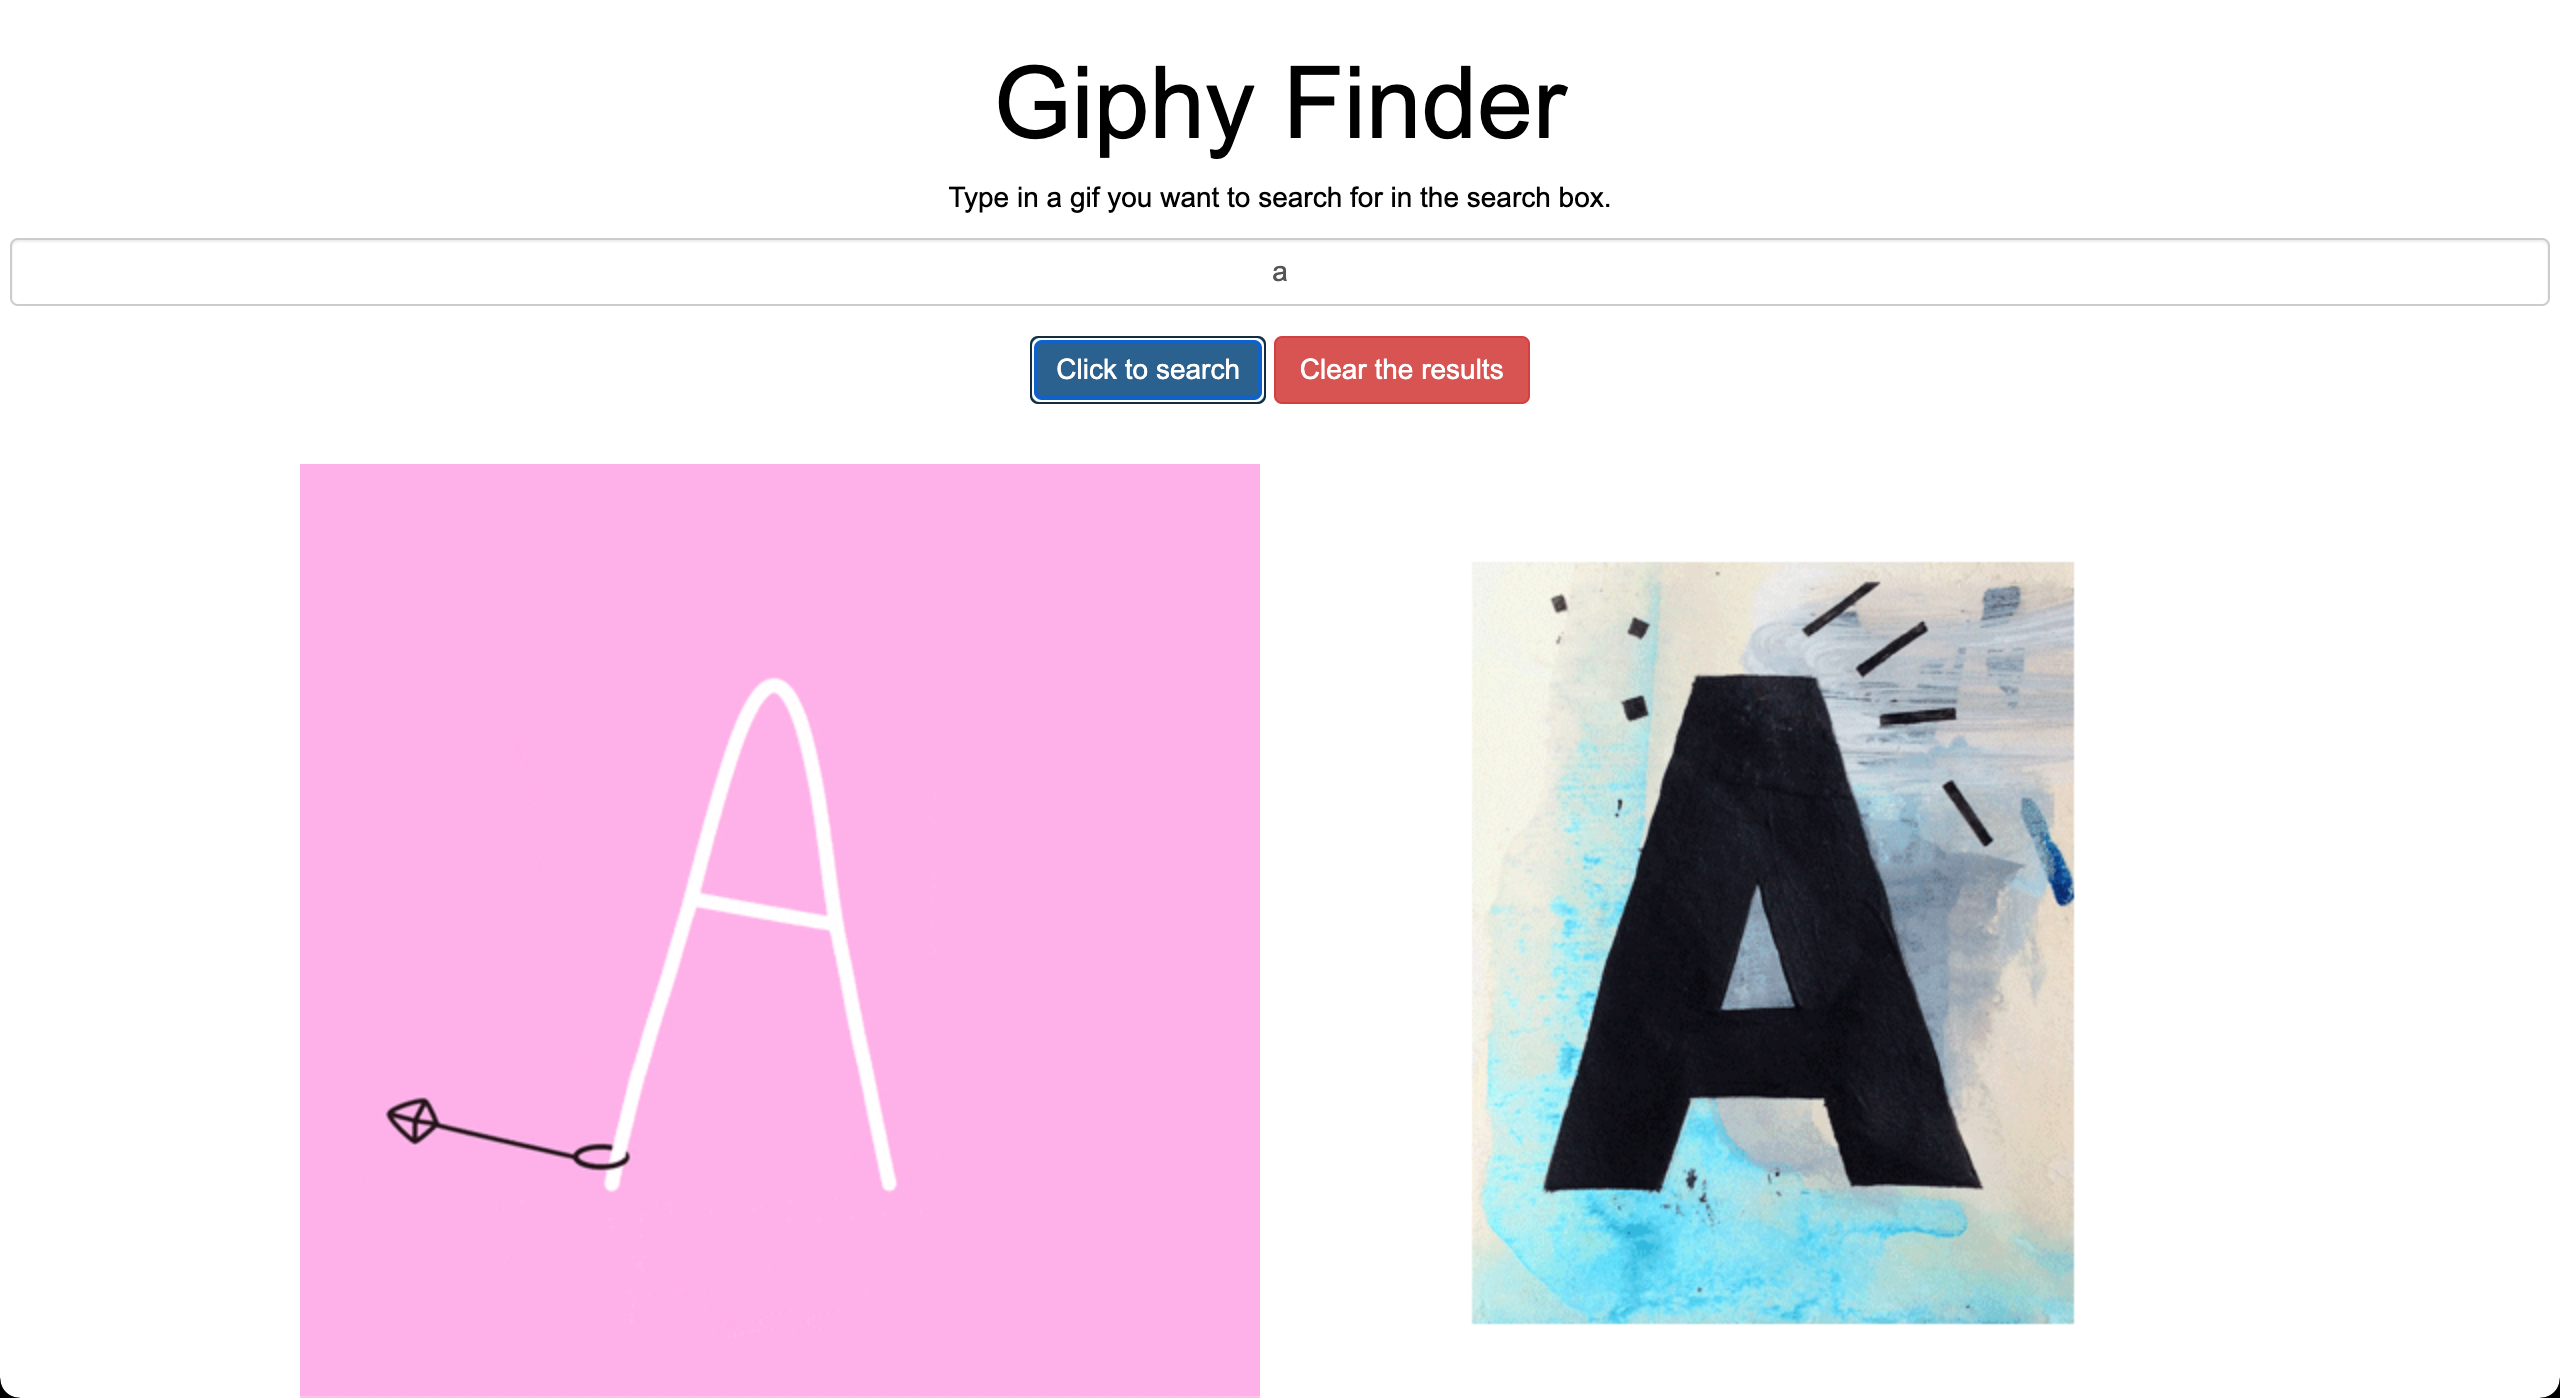 Giphy Finder
Type in a gif you want to search for in the search box.
a
Click to search Clear the results
A A